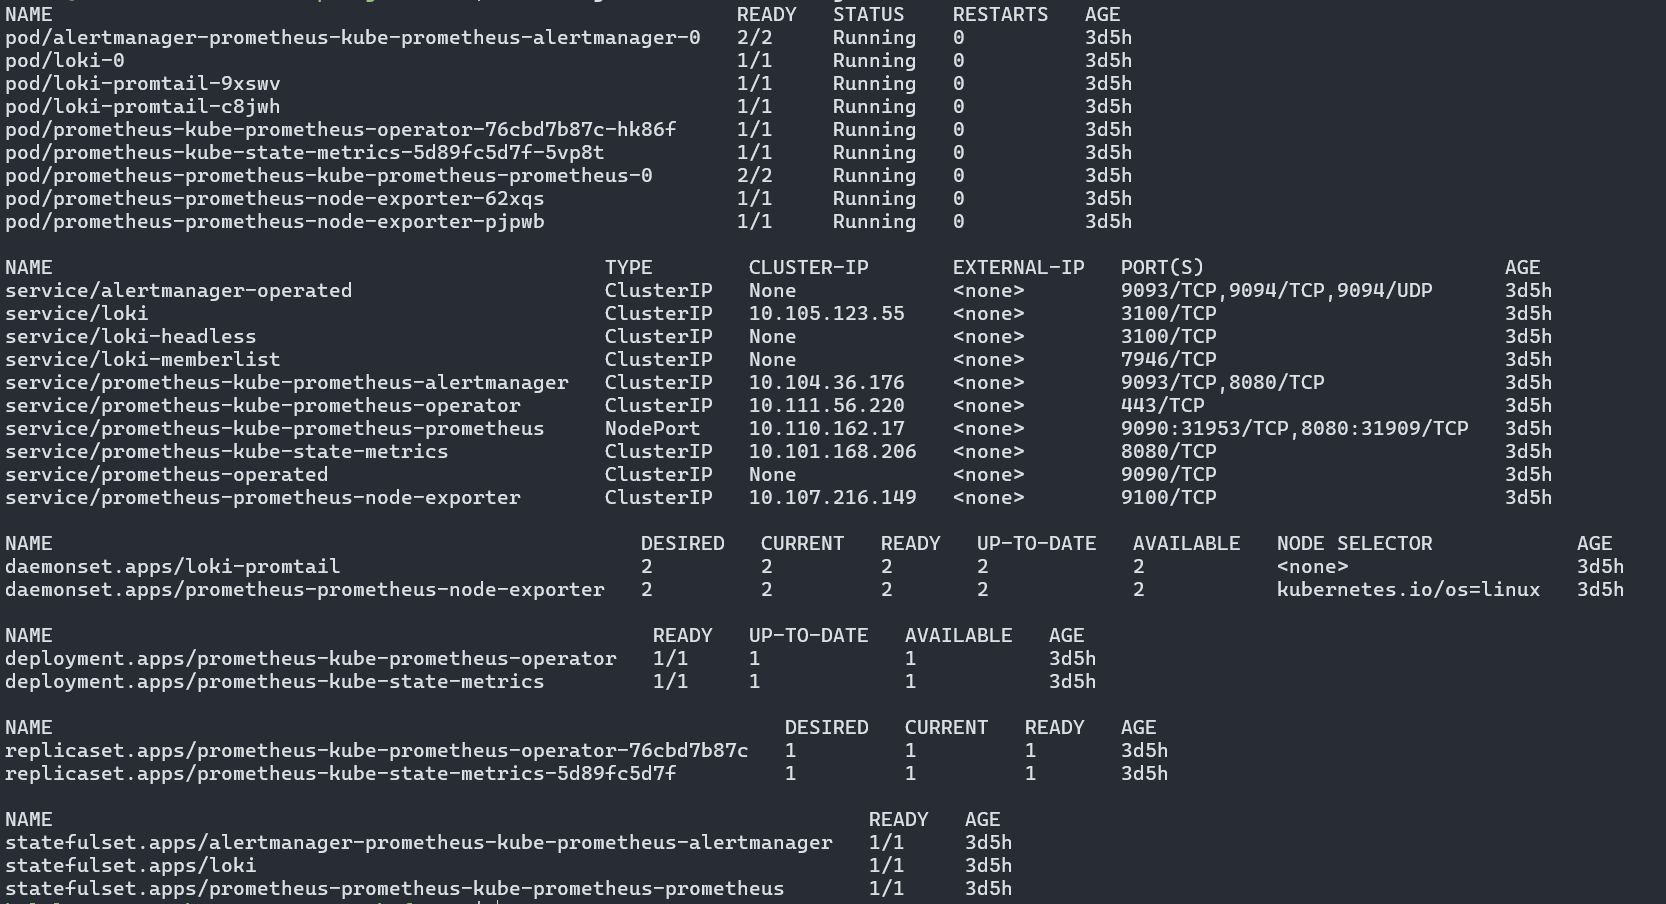 NAME READY STATUS RESTARTS AGE
pod/alertmanager-prometheus-kube-prometheus-alertmanager-0 2/2 Running 0 3d5h
pod/loki-0 1/1 Running 0 3d5h
pod/loki-promtail-9xswv 1/1 Running 0 3d5h
pod/loki-promtail-c8jwh 1/1 Running 0 3d5h
pod/prometheus-kube-prometheus-operator-76cbd7b87c-hk86f 1/1 Running 0 3d5h
pod/prometheus-kube-state-metrics-5d89fc5d7f-5vp8t 1/1 Running 0 3d5h
pod/prometheus-prometheus-kube-prometheus-prometheus-0 2/2 Running 0 3d5h
pod/prometheus-prometheus-node-exporter-62xqs 1/1 Running 0 3d5h
pod/prometheus-prometheus-node-exporter-pjpwb 1/1 Running 0 3d5h
NAME TYPE CLUSTER-IP EXTERNAL-IP PORT(S) AGE
service/alertmanager-operated ClusterIP None <none> 9093/TCP,9094/TCP,9094/UDP 3d5h
service/loki ClusterIP 10.105.123.55 <none> 3100/TCP 3d5h
service/loki-headless ClusterIP None <none> 3100/TCP 3d5h
service/loki-memberlist ClusterIP None <none> 7946/TCP 3d5h
service/prometheus-kube-prometheus-alertmanager ClusterIP 10.104.36.176 <none> 9093/TCP,8080/TCP 3d5h
service/prometheus-kube-prometheus-operator ClusterIP 10.111.56.220 <none> 443/TCP 3d5h
service/prometheus-kube-prometheus-prometheus NodePort 10.110.162.17 <none> 9090:31953/TCP,8080:31909/TCP 3d5h
service/prometheus-kube-state-metrics ClusterIP 10.101.168.206 <none> 8080/TCP 3d5h
service/prometheus-operated ClusterIP None <none> 9090/TCP 3d5h
service/prometheus-prometheus-node-exporter ClusterIP 10.107.216.149 <none> 9100/TCP 3d5h
NAME DESIRED CURRENT READY UP-TO-DATE AVAILABLE NODE SELECTOR AGE
daemonset.apps/loki-promtail 2 2 2 2 2 <none> 3d5h
daemonset.apps/prometheus-prometheus-node-exporter 2 2 2 2 2 kubernetes.io/os=linux 3d5h
NAME READY UP-TO-DATE AVAILABLE AGE
deployment.apps/prometheus-kube-prometheus-operator 1/1 1 1 3d5h
deployment.apps/prometheus-kube-state-metrics 1/1 1 1 3d5h
NAME DESIRED CURRENT READY AGE
replicaset.apps/prometheus-kube-prometheus-operator-76cbd7b87c 1 1 1 3d5h
replicaset.apps/prometheus-kube-state-metrics-5d89fc5d7f 1 1 1 3d5h
NAME READY AGE
statefulset.apps/alertmanager-prometheus-kube-prometheus-alertmanager 1/1 3d5h
statefulset.apps/loki 1/1 3d5h
statefulset.apps/prometheus-prometheus-kube-prometheus-prometheus 1/1 3d5h